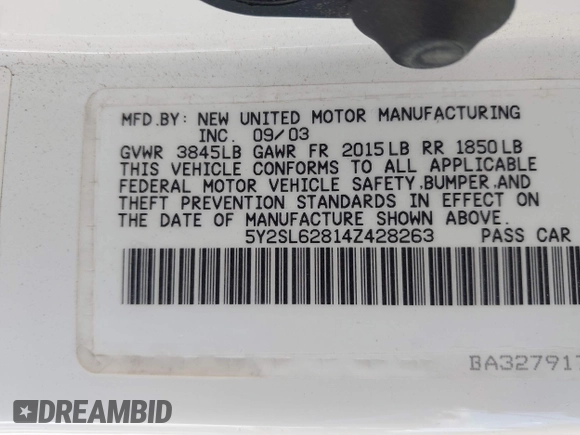 MFD.BY: NEW UNITED MOTOR MANUFACTURING
INC. 09/03
GVWR 3845LB GAWR FR 2015LB RR 1850LB
THIS VEHICLE CONFORMS TO ALL APPLICABLE
FEDERAL MOTOR VEHICLE SAFETY,BUMPER,AND
THEFT PREVENTION STANDARDS IN EFFECT ON
THE DATE OF MANUFACTURE SHOWN ABOVE.
5Y2SL62814Z428263 PASS CAR
BA327917
DREAMBID